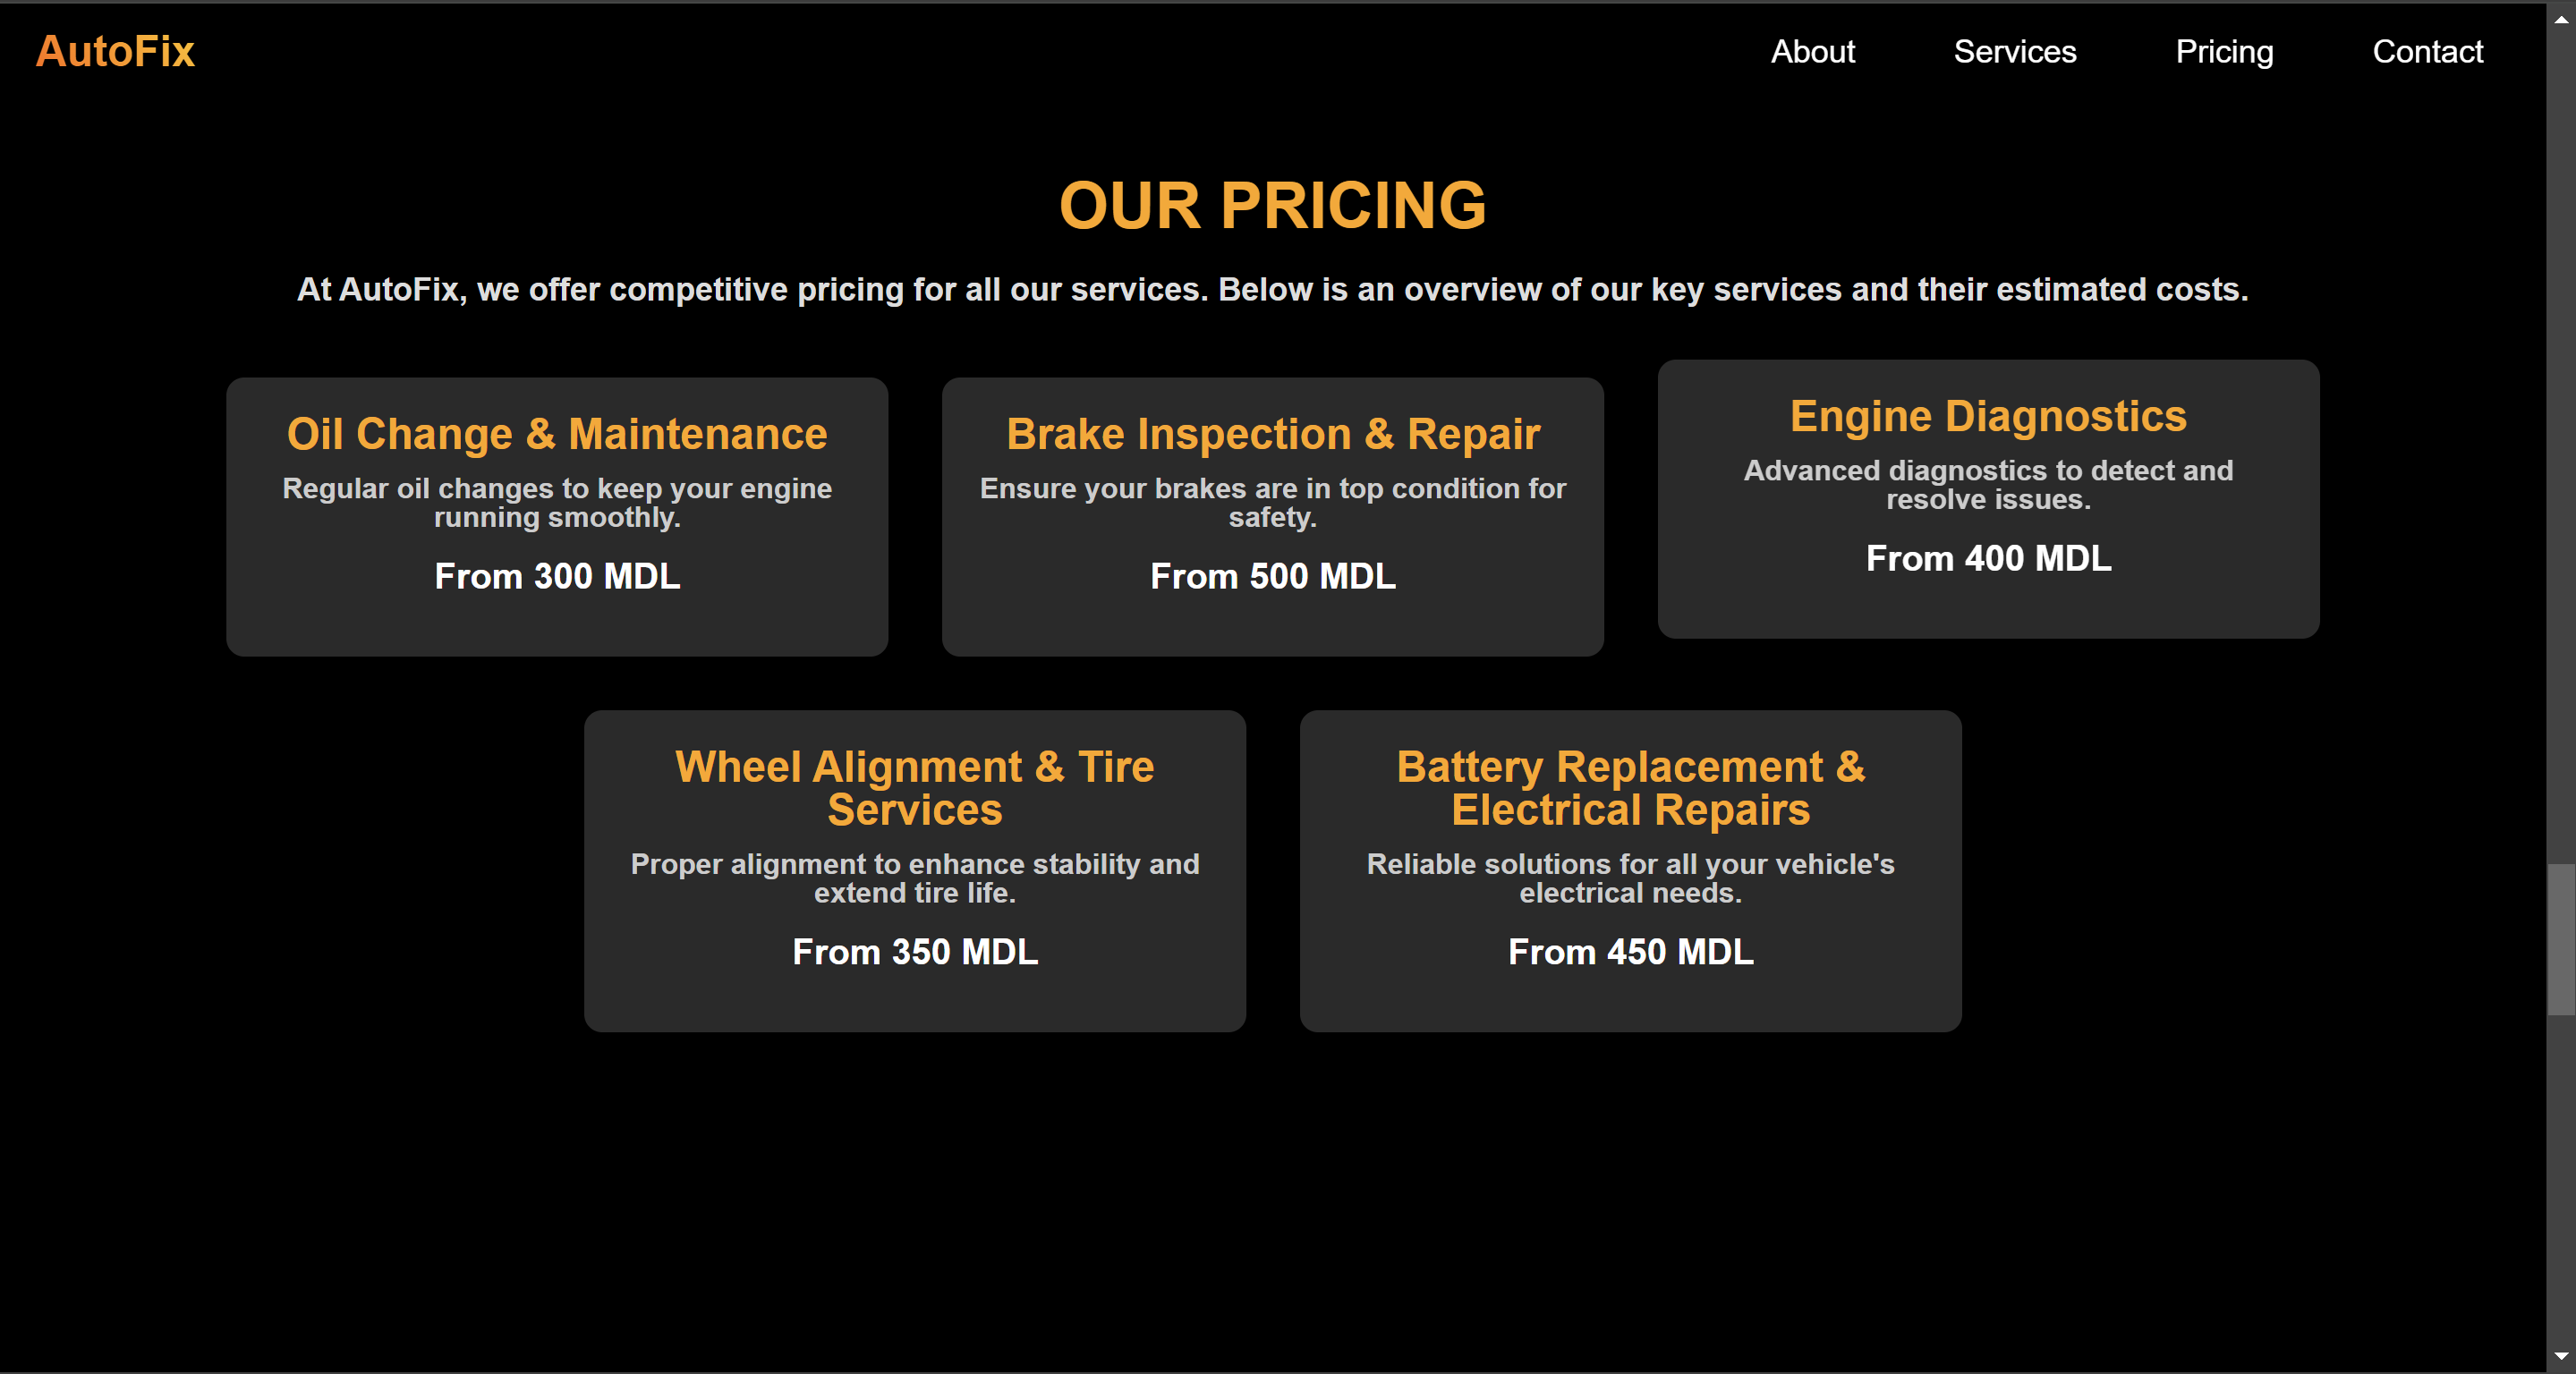 AutoFix
About
Services
Pricing
Contact
OUR PRICING
At AutoFix, we offer competitive pricing for all our services. Below is an overview of our key services and their estimated costs.
Oil Change & Maintenance
Regular oil changes to keep your engine
running smoothly.
From 300 MDL
Brake Inspection & Repair
Ensure your brakes are in top condition for
safety.
From 500 MDL
Engine Diagnostics
Advanced diagnostics to detect and
resolve issues.
From 400 MDL
Wheel Alignment & Tire
Services
Proper alignment to enhance stability and
extend tire life.
From 350 MDL
Battery Replacement &
Electrical Repairs
Reliable solutions for all your vehicle's
electrical needs.
From 450 MDL